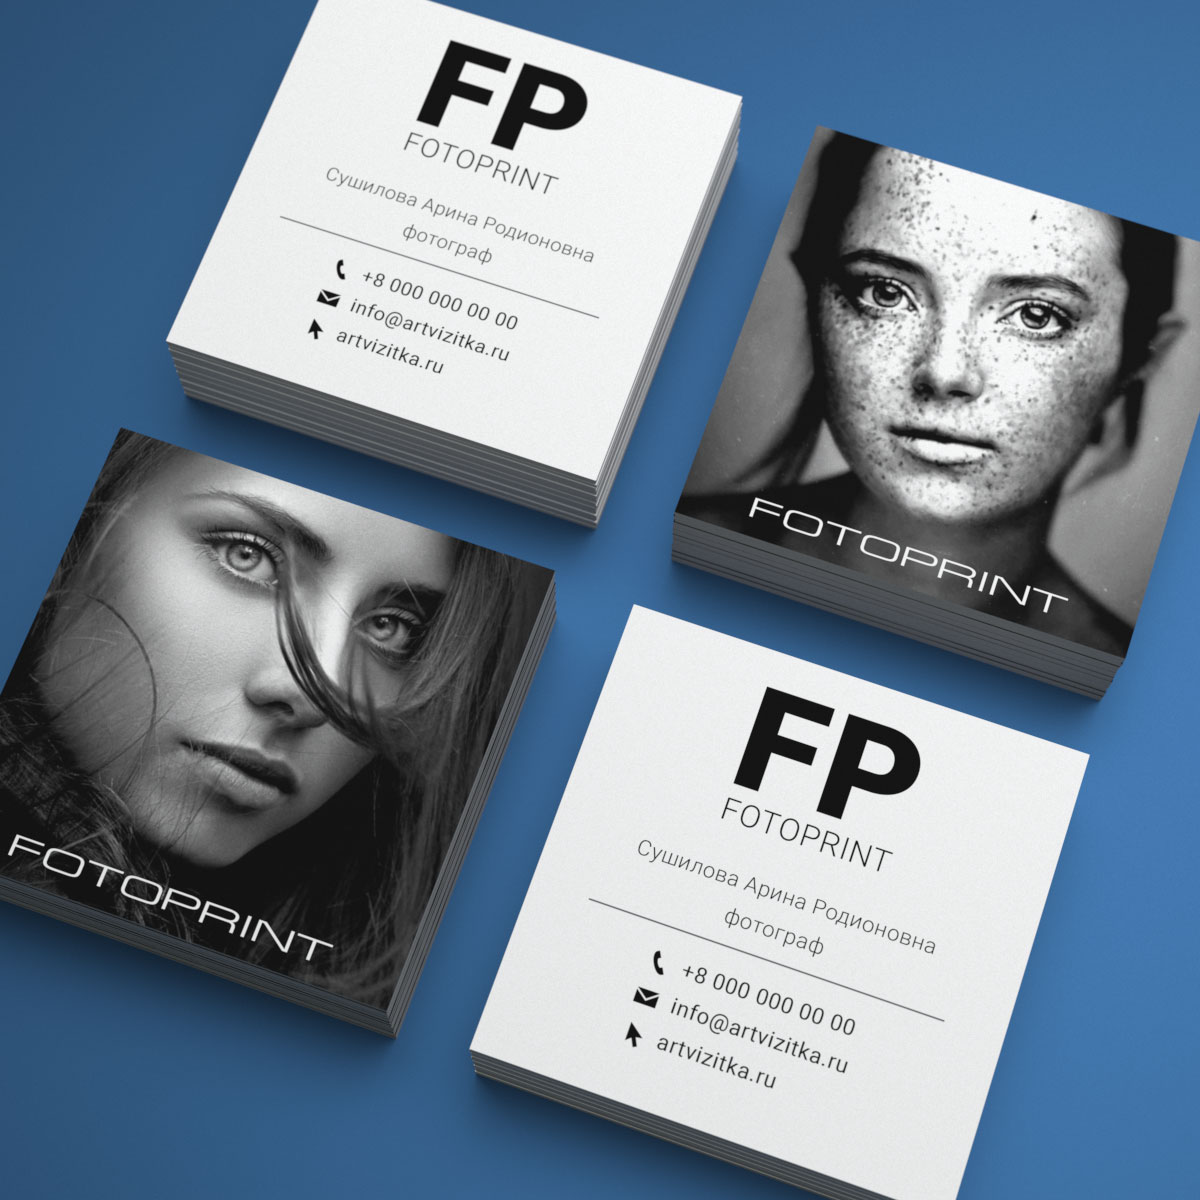 FP
FOTOPRINT
Сушилова Арина Родионовна
фотограф
+8 000 000 00 00
info@artvizitka.ru
artvizitka.ru
FOTOPRINT
FOTOPRINT
FP
FOTOPRINT
Сушилова Арина Родионовна
фотограф
+8 000 000 00 00
info@artvizitka.ru
artvizitka.ru